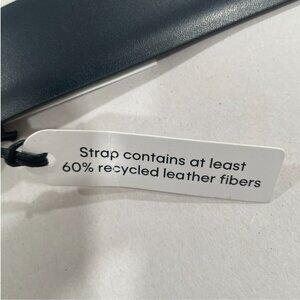 Strap contains at least
60% recycled leather fibers